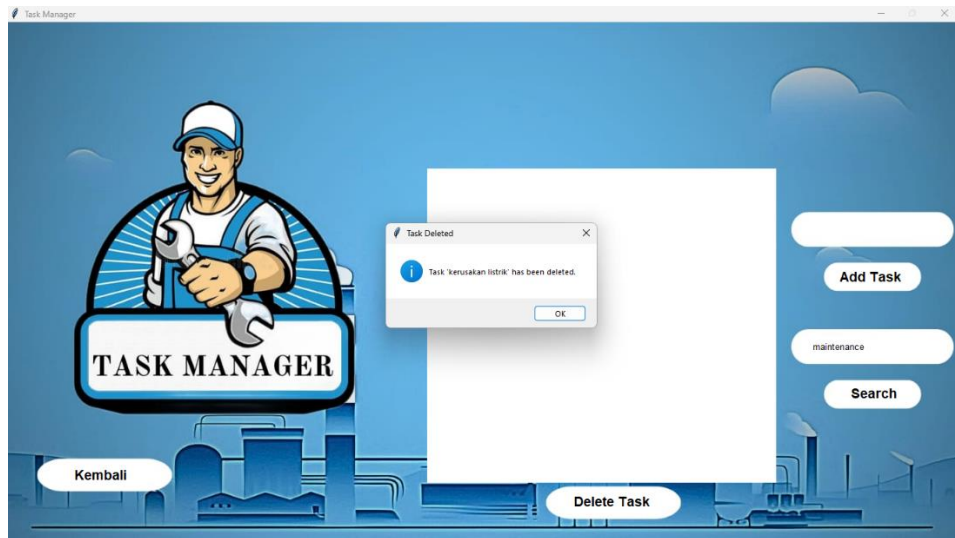 Task Manager
Task Deleted
Task 'kerusakan listrik' has been deleted.
OK
Add Task
maintenance
Search
TASK MANAGER
Kembali
Delete Task